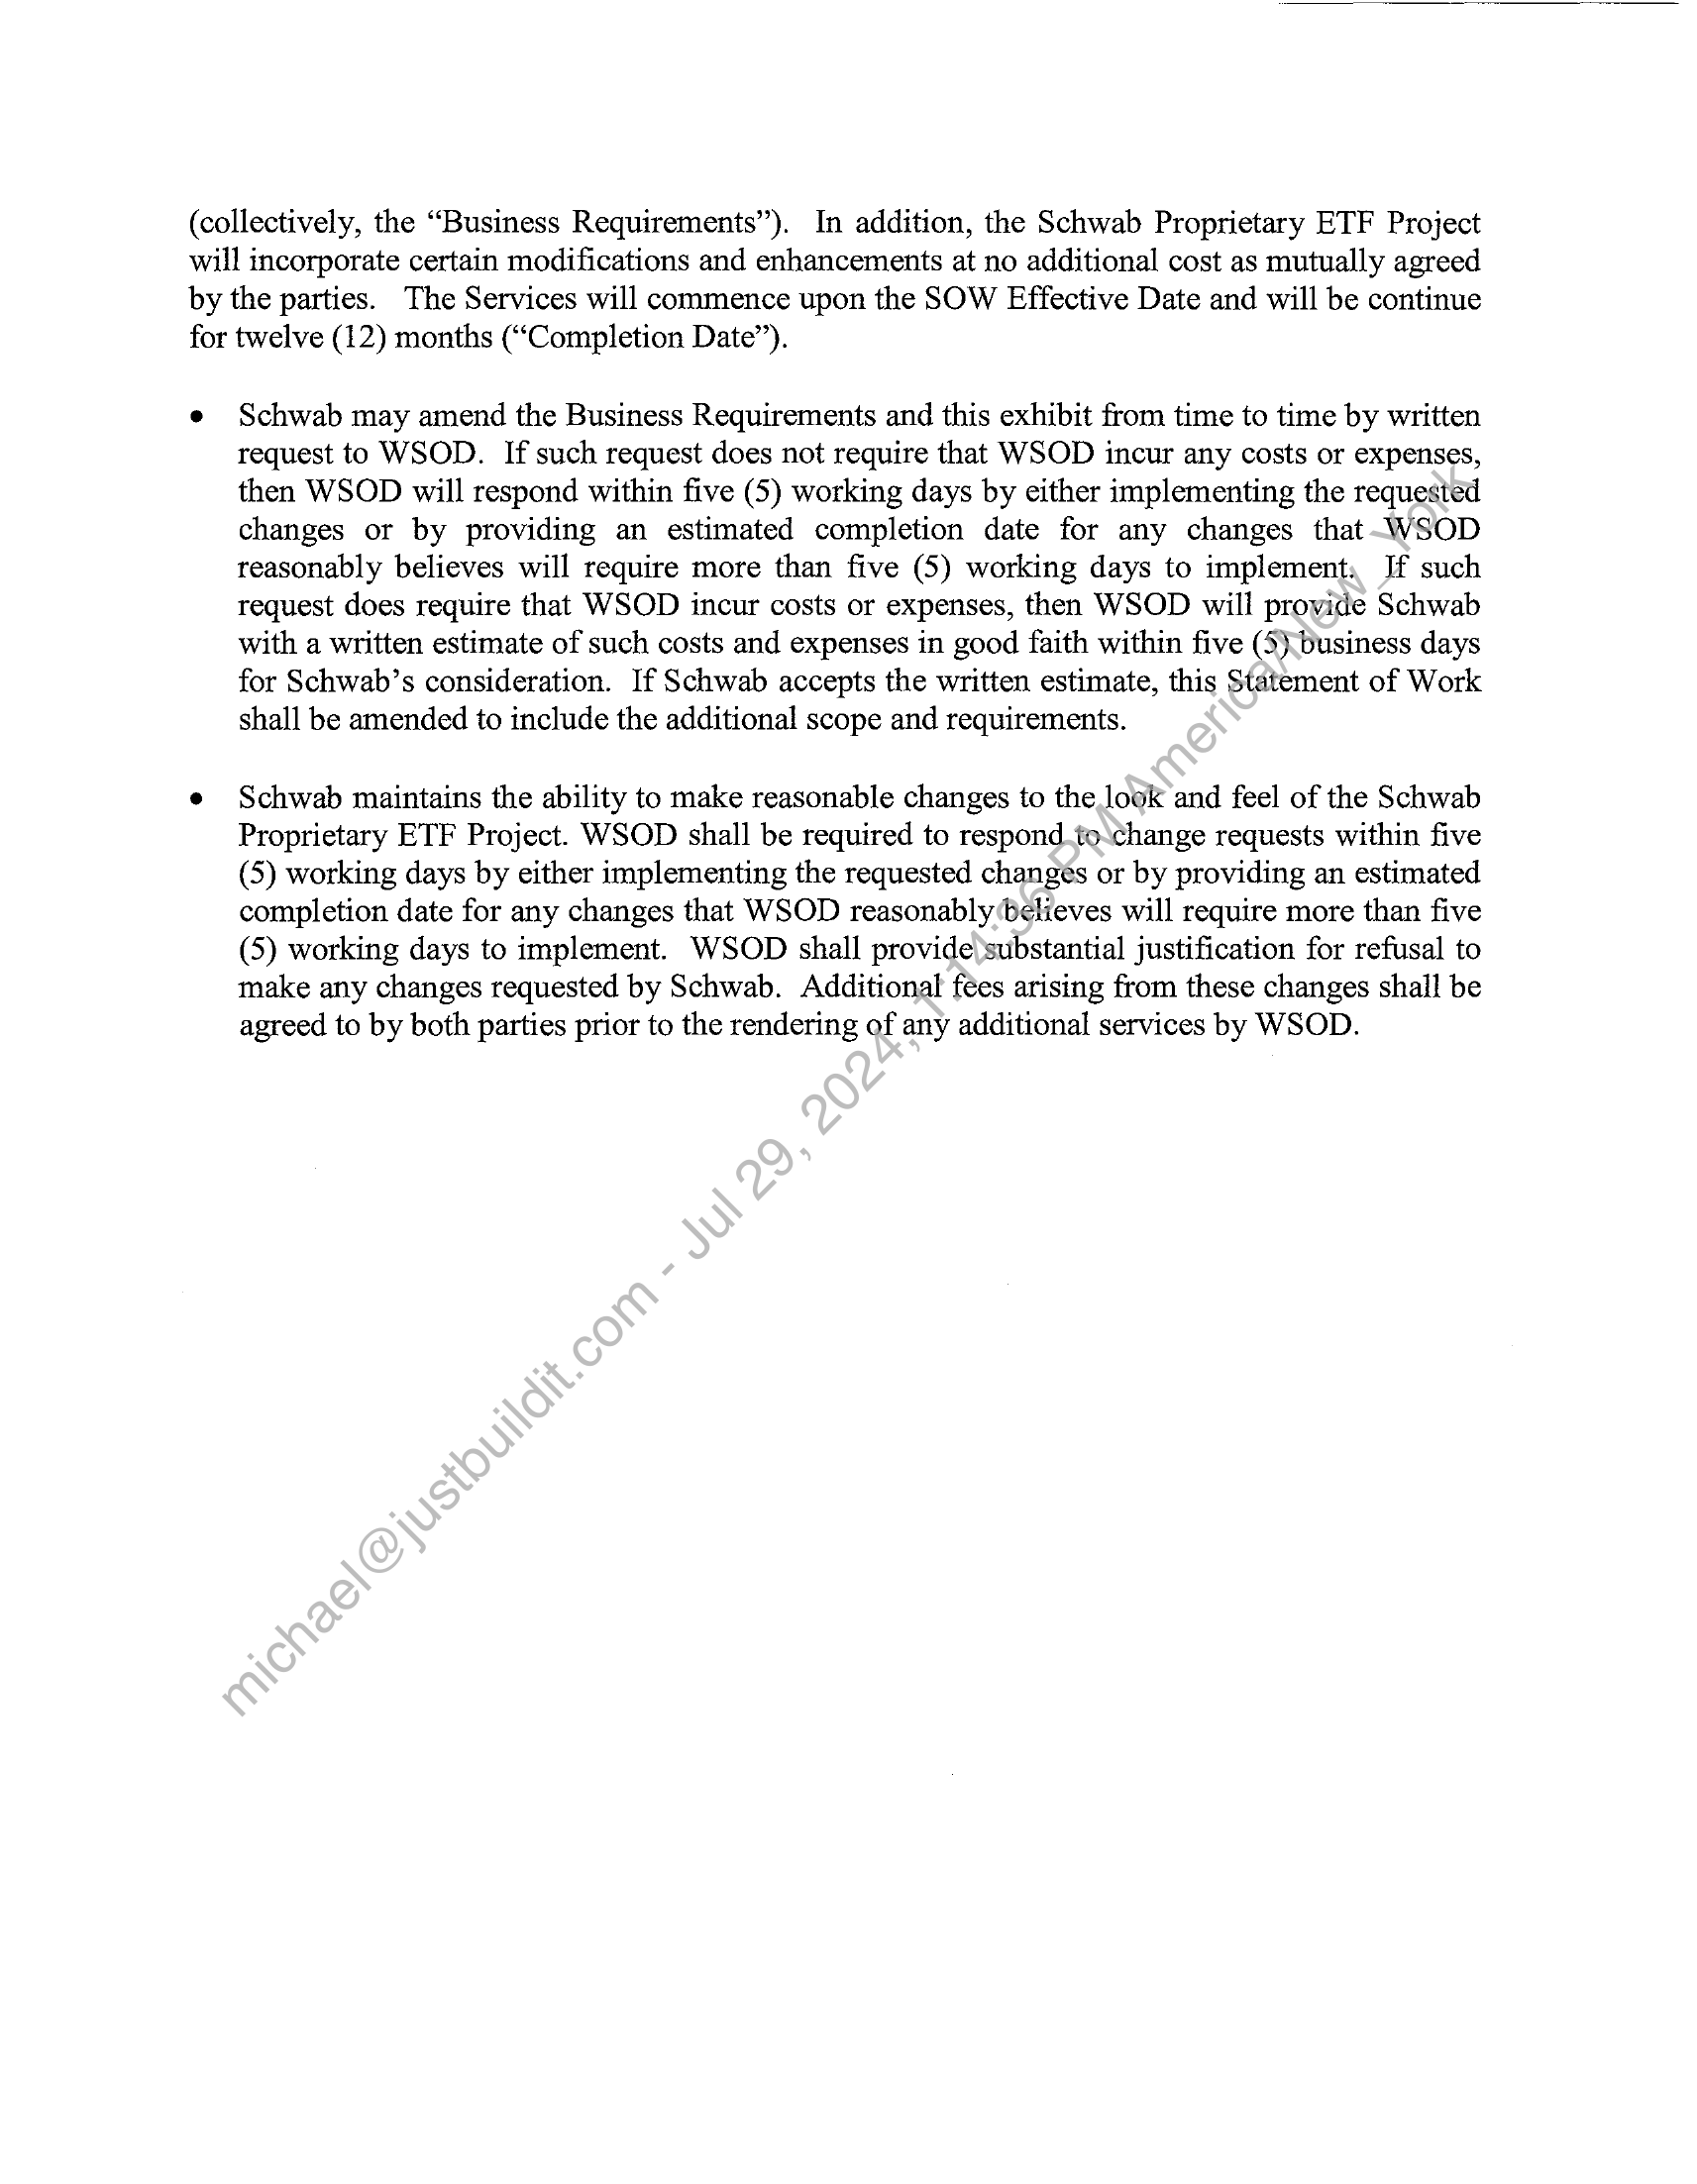 (collectively, the “Business Requirements”). In addition, the Schwab Proprietary ETF Project
will incorporate certain modifications and enhancements at no additional cost as mutually agreed
by the parties. The Services will commence upon the SOW Effective Date and will be continue
for twelve (12) months (“Completion Date”).
• Schwab may amend the Business Requirements and this exhibit from time to time by written
request to WSOD. If such request does not require that WSOD incur any costs or expenses,
then WSOD will respond within five (5) working days by either implementing the requested
changes or by providing an estimated completion date for any changes that WSOD
reasonably believes will require more than five (5) working days to implement. If such
request does require that WSOD incur costs or expenses, then WSOD will provide Schwab
with a written estimate of such costs and expenses in good faith within five (5) business days
for Schwab’s consideration. If Schwab accepts the written estimate, this Statement of Work
shall be amended to include the additional scope and requirements.
• Schwab maintains the ability to make reasonable changes to the look and feel of the Schwab
Proprietary ETF Project. WSOD shall be required to respond to change requests within five
(5) working days by either implementing the requested changes or by providing an estimated
completion date for any changes that WSOD reasonably believes will require more than five
(5) working days to implement. WSOD shall provide substantial justification for refusal to
make any changes requested by Schwab. Additional fees arising from these changes shall be
agreed to by both parties prior to the rendering of any additional services by WSOD.
michael@justbuildit.com - Jul 29, 2024, 1:14:36 PM America/New_York